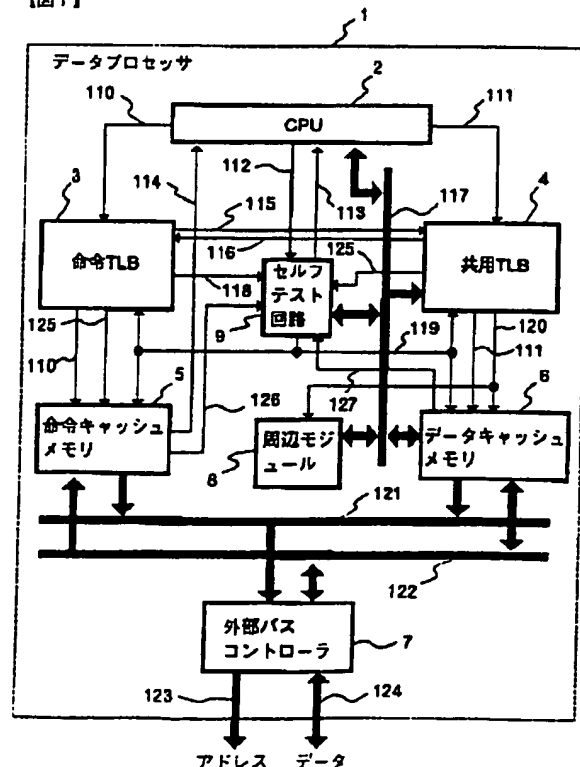 【図1】
1
データプロセッサ
2
110
CPU
111
112
114
113
117
3
115
4
116
125
命令TLB
118
セルフ
テスト
回路
共用TLB
125
9
119
120
110
111
5
126
127
6
命令キャッシュ
メモリ
周辺モジ
ュール
データキャッシュ
メモリ
8
121
122
外部バス
コントローラ
7
123
124
アドレス
データ